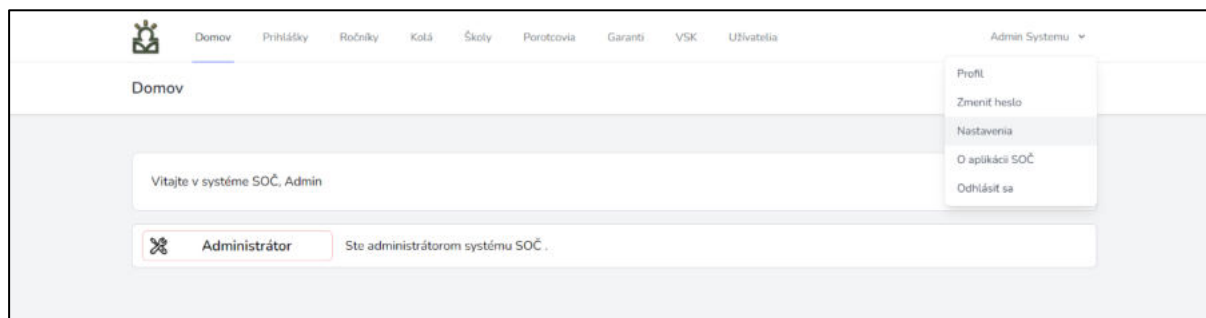 Domov Prihlášky Ročníky Kolá Školy Porotcovia Garanti VSK Užívatelia Admin Systemu
Domov
Profil
Zmeniť heslo
Nastavenia
O aplikácii SOČ
Odhlásiť sa
Vitajte v systéme SOČ, Admin
Administrátor Ste administrátorom systému SOČ .